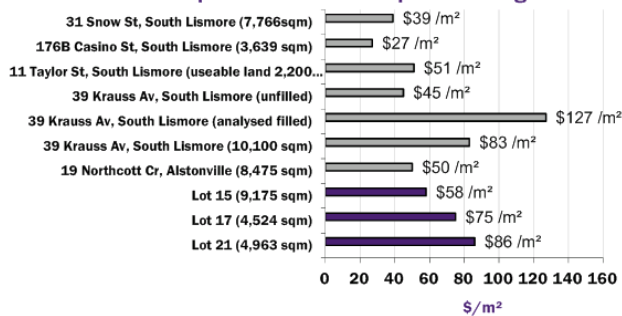 31 Snow St, South Lismore (7,766sqm) $39 /m²
176B Casino St, South Lismore (3,639 sqm) $27 /m²
11 Taylor St, South Lismore (useable land 2,200... $51 /m²
39 Krauss Av, South Lismore (unfilled) $45 /m²
39 Krauss Av, South Lismore (analysed filled) $127 /m²
39 Krauss Av, South Lismore (10,100 sqm) $83 /m²
19 Northcott Cr, Alstonville (8,475 sqm) $50 /m²
Lot 15 (9,175 sqm) $58 /m²
Lot 17 (4,524 sqm) $75 /m²
Lot 21 (4,963 sqm) $86 /m²
0 20 40 60 80 100 120 140 160
$/m²